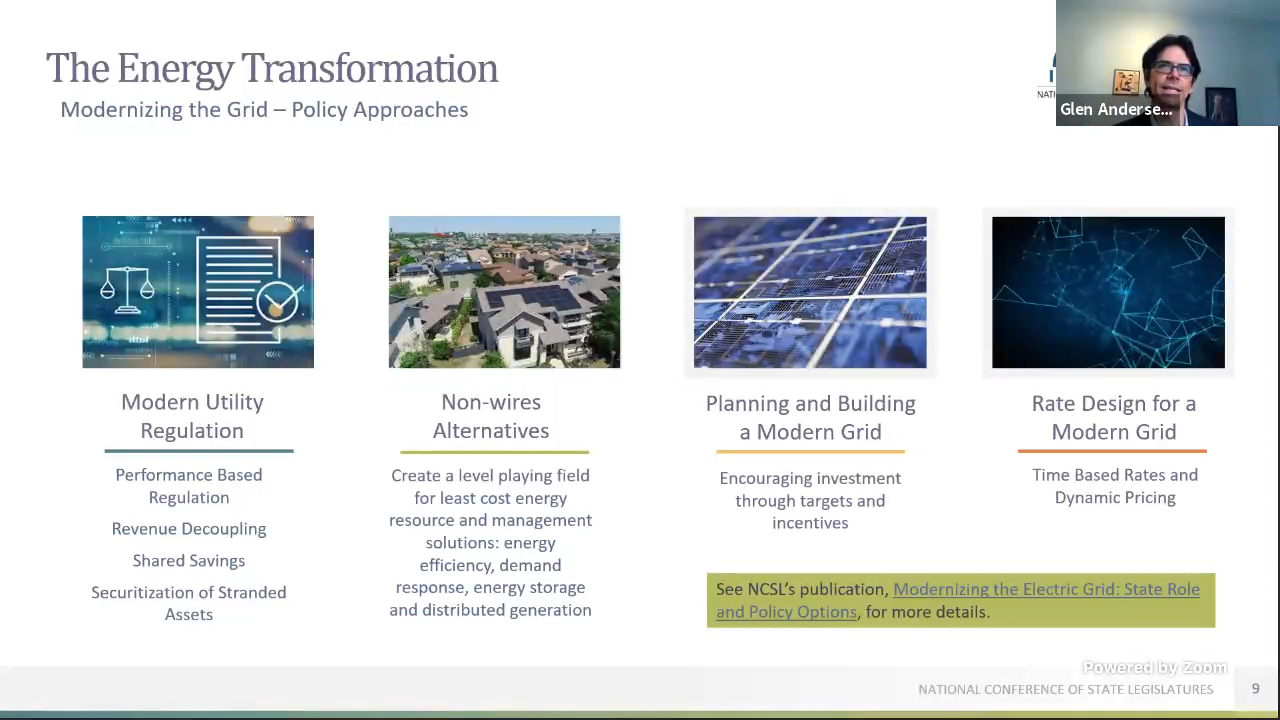 The Energy Transformation
Modernizing the Grid – Policy Approaches
Glen Anderse...
Modern Utility
Regulation
Performance Based
Regulation
Revenue Decoupling
Shared Savings
Securitization of Stranded
Assets
Non-wires
Alternatives
Create a level playing field
for least cost energy
resource and management
solutions: energy
efficiency, demand
response, energy storage
and distributed generation
Planning and Building
a Modern Grid
Encouraging investment
through targets and
incentives
Rate Design for a
Modern Grid
Time Based Rates and
Dynamic Pricing
See NCSL’s publication, Modernizing the Electric Grid: State Role
and Policy Options, for more details.
Powered by Zoom
NATIONAL CONFERENCE OF STATE LEGISLATURES 9